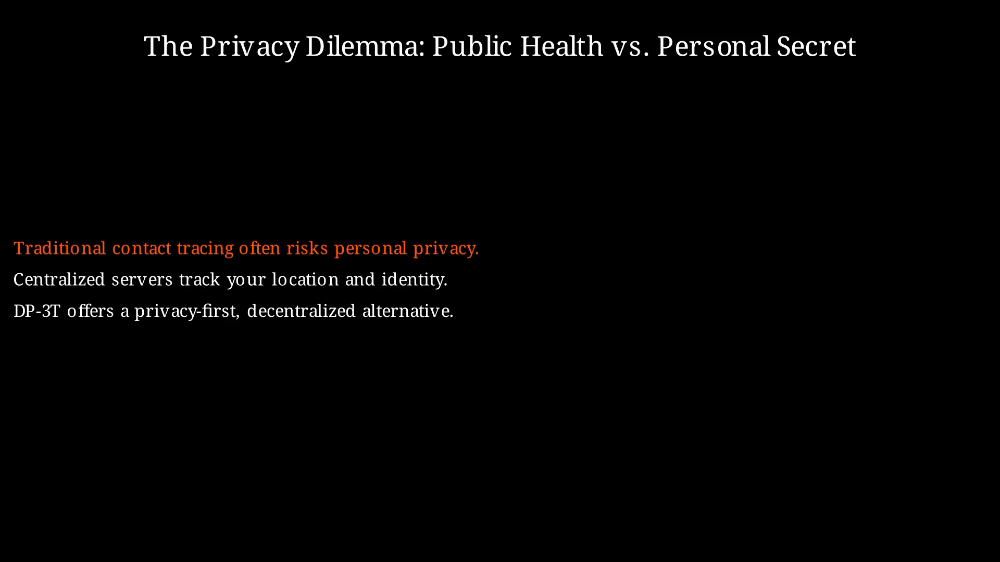 The Privacy Dilemma: Public Health vs. Personal Secret
Traditional contact tracing often risks personal privacy.
Centralized servers track your location and identity.
DP-3T offers a privacy-first, decentralized alternative.